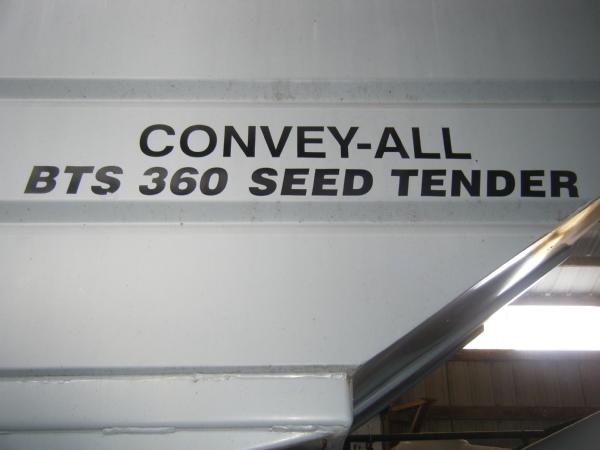 CONVEY-ALL
BTS 360 SEED TENDER